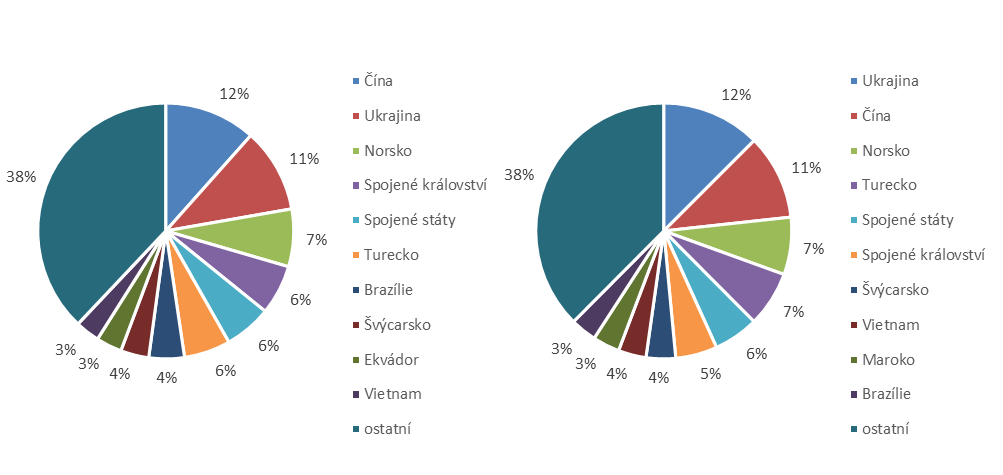 12%
11%
7%
6%
6%
6%
4%
4%
3%
3%
38%
Čína
Ukrajina
Norsko
Spojené království
Spojené státy
Turecko
Brazílie
Švýcarsko
Ekvádor
Vietnam
ostatní
12%
11%
7%
7%
6%
5%
4%
4%
3%
3%
38%
Ukrajina
Čína
Norsko
Turecko
Spojené státy
Spojené království
Švýcarsko
Vietnam
Maroko
Brazílie
ostatní